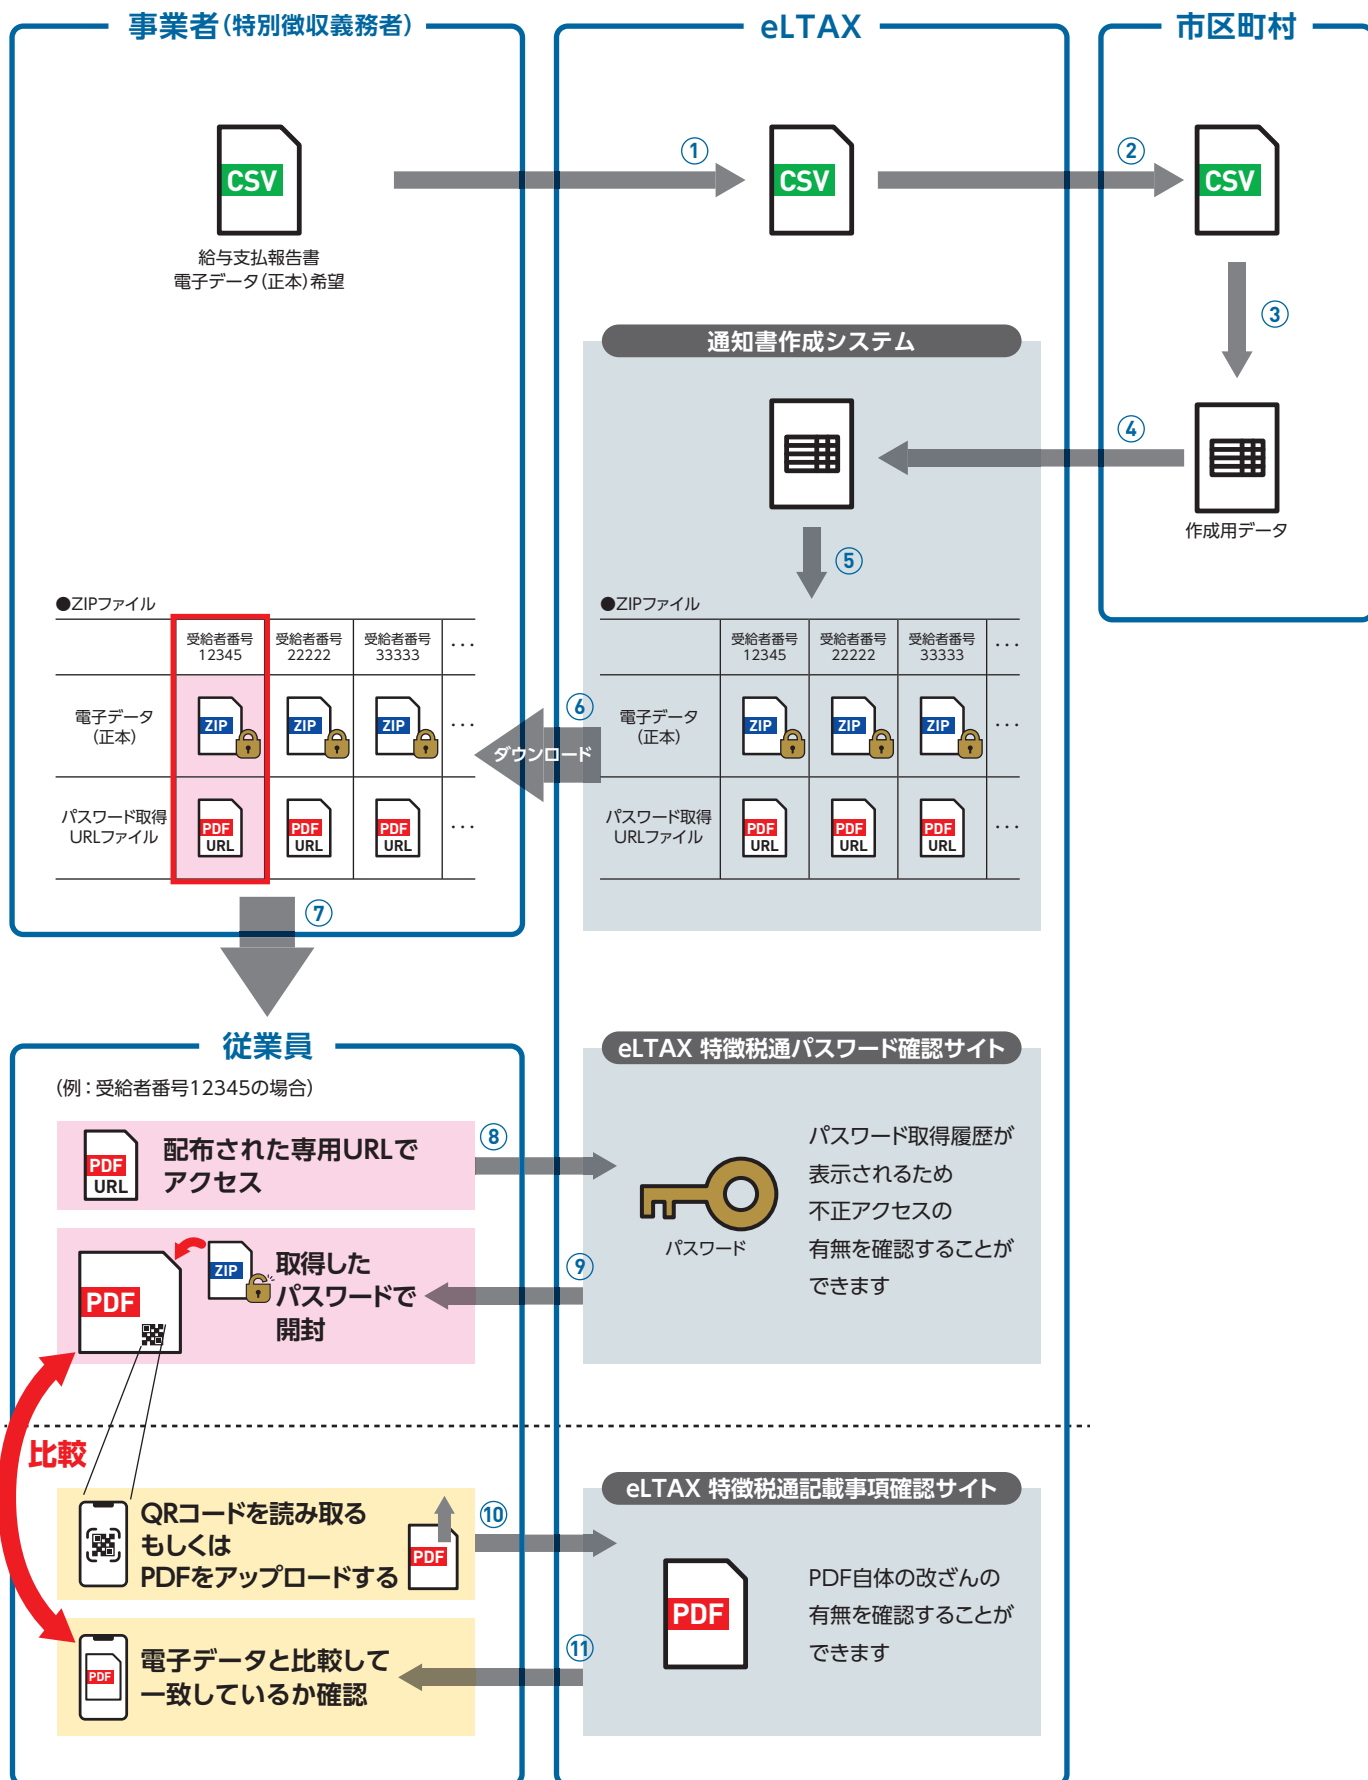 事業者(特別徴収義務者)
eLTAX
市区町村
CSV
①
CSV
②
CSV
給与支払報告書
電子データ(正本)希望
③
通知書作成システム
④
作成用データ
⑤
●ZIPファイル
受給者番号
12345
受給者番号
22222
受給者番号
33333
···
電子データ
(正本)
ZIP
ZIP
ZIP
···
パスワード取得
URLファイル
PDF
URL
PDF
URL
PDF
URL
···
⑥
ダウンロード
●ZIPファイル
受給者番号
12345
受給者番号
22222
受給者番号
33333
···
電子データ
(正本)
ZIP
ZIP
ZIP
···
パスワード取得
URLファイル
PDF
URL
PDF
URL
PDF
URL
···
⑦
従業員
(例：受給者番号12345の場合)
PDF
URL
配布された専用URLで
アクセス
⑧
eLTAX 特徴税通パスワード確認サイト
パスワード
パスワード取得履歴が
表示されるため
不正アクセスの
有無を確認することが
できます
PDF
ZIP
取得した
パスワードで
開封
⑨
比較
QRコードを読み取る
もしくは
PDFをアップロードする
PDF
⑩
eLTAX 特徴税通記載事項確認サイト
PDF
PDF自体の改ざんの
有無を確認することが
できます
PDF
電子データと比較して
一致しているか確認
⑪